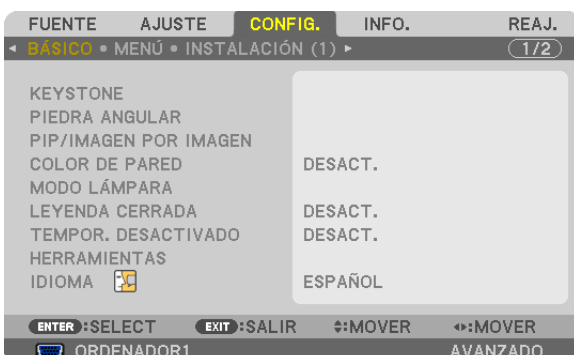 FUENTE AJUSTE CONFIG. INFO. REAJ.
BÁSICO • MENÚ • INSTALACIÓN (1) 1/2
KEYSTONE
PIEDRA ANGULAR
PIP/IMAGEN POR IMAGEN
COLOR DE PARED DESACT.
MODO LÁMPARA
LEYENDA CERRADA DESACT.
TEMPOR. DESACTIVADO DESACT.
HERRAMIENTAS
IDIOMA ESPAÑOL
ENTER :SELECT EXIT :SALIR :MOVER :MOVER
ORDENADOR1 AVANZADO